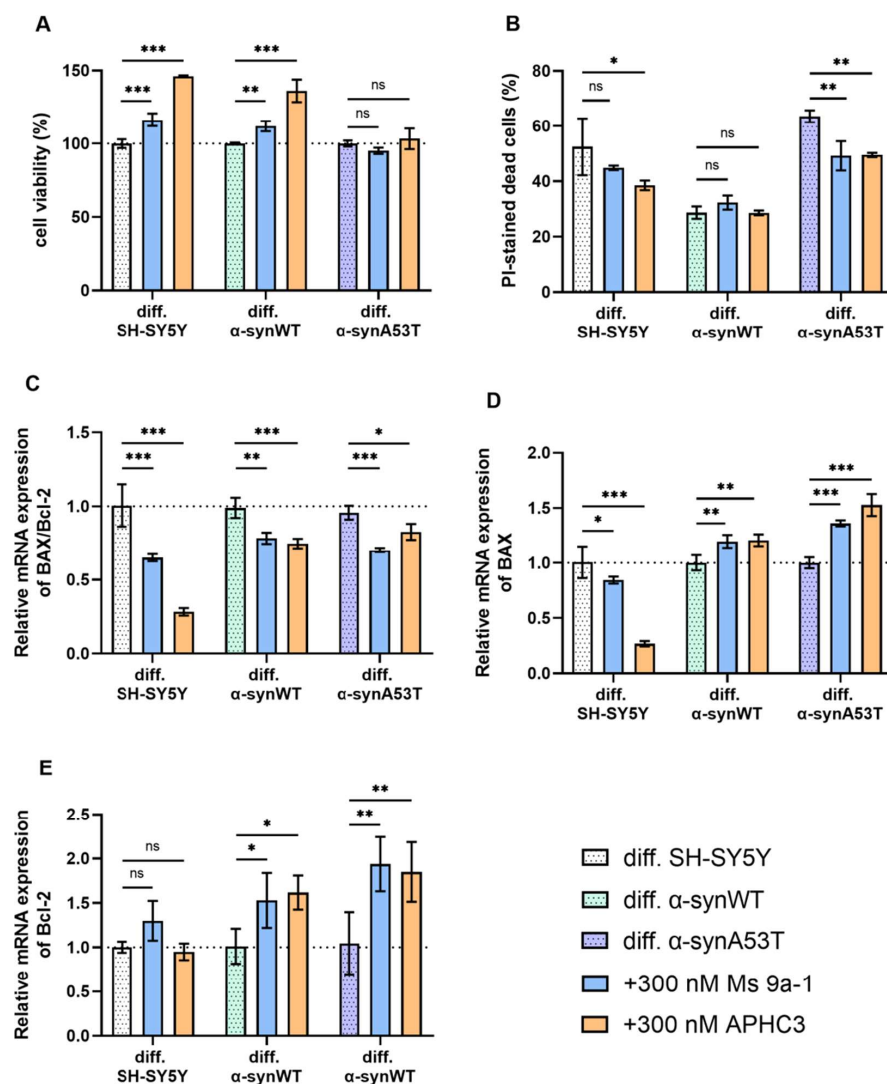 A
cell viability (%)
150
100
50
0
***
***
***
**
ns
ns
diff.
SH-SY5Y
diff.
α-synWT
diff.
α-synA53T
B
PI-stained dead cells (%)
80
60
40
20
0
*
ns
ns
ns
**
**
diff.
SH-SY5Y
diff.
α-synWT
diff.
α-synA53T
C
Relative mRNA expression
of BAX/Bcl-2
1.5
1.0
0.5
0.0
***
***
***
**
*
***
diff.
SH-SY5Y
diff.
α-synWT
diff.
α-synA53T
D
Relative mRNA expression
of BAX
2.0
1.5
1.0
0.5
0.0
***
*
**
**
***
***
diff.
SH-SY5Y
diff.
α-synWT
diff.
α-synA53T
E
Relative mRNA expression
of Bcl-2
2.5
2.0
1.5
1.0
0.5
0.0
ns
ns
*
*
**
**
diff.
SH-SY5Y
diff.
α-synWT
diff.
α-synWT
diff. SH-SY5Y
diff. α-synWT
diff. α-synA53T
+300 nM Ms 9a-1
+300 nM APHC3